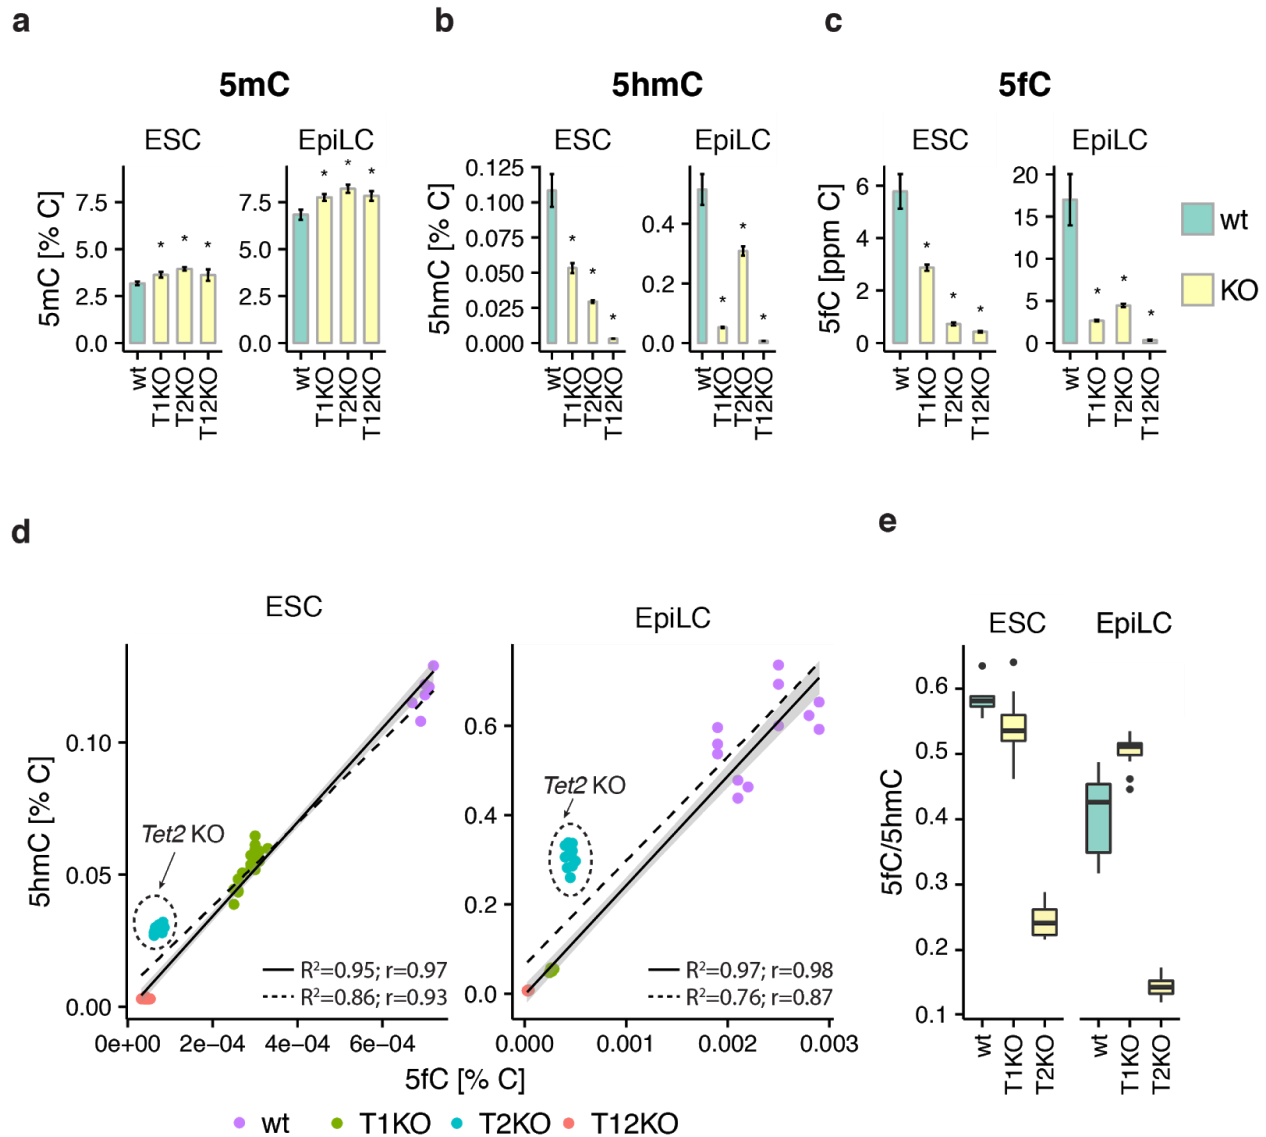 a
b
c
5mC
5hmC
5fC
ESC
EpiLC
ESC
EpiLC
ESC
EpiLC
5mC [% C]
7.5
5.0
2.5
0.0
* * *
wt
T1KO
T2KO
T12KO
7.5
5.0
2.5
0.0
* * *
wt
T1KO
T2KO
T12KO
5hmC [% C]
0.125
0.100
0.075
0.050
0.025
0.000
* * *
wt
T1KO
T2KO
T12KO
0.4
0.2
0.0
* * *
wt
T1KO
T2KO
T12KO
5fC [ppm C]
6
4
2
0
* * *
wt
T1KO
T2KO
T12KO
20
15
10
5
0
* * *
wt
T1KO
T2KO
T12KO
wt
KO
d
ESC
5hmC [% C]
0.10
0.05
0.00
Tet2 KO
R²=0.95; r=0.97
R²=0.86; r=0.93
0e+00 2e−04 4e−04 6e−04
EpiLC
0.6
0.4
0.2
0.0
Tet2 KO
R²=0.97; r=0.98
R²=0.76; r=0.87
0.000 0.001 0.002 0.003
5fC [% C]
wt T1KO T2KO T12KO
e
ESC
EpiLC
5fC/5hmC
0.6
0.5
0.4
0.3
0.2
0.1
wt
T1KO
T2KO
wt
T1KO
T2KO